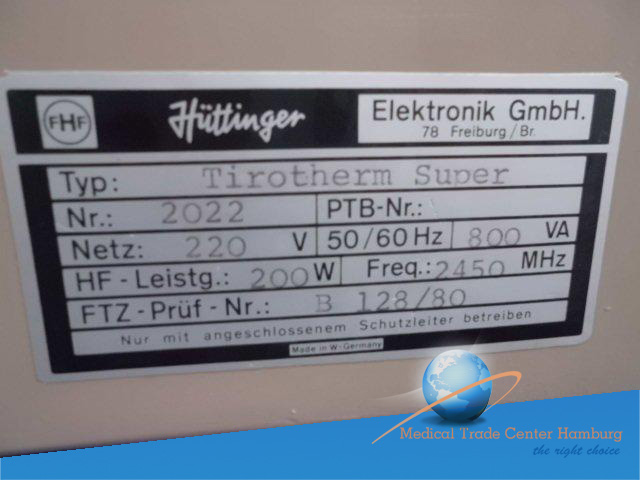 FHF
Hüttinger
Elektronik GmbH.
78 Freiburg/Br.
Typ: Tirotherm Super
Nr.: 2022 PTB-Nr.:
Netz: 220 V 50/60 Hz 800 VA
HF-Leistg.: 200 W Freq.: 2450 MHz
FTZ-Prüf-Nr.: B 128/80
Nur mit angeschlossenem Schutzleiter betreiben
Made in W-Germany
Medical Trade Center Hamburg
the right choice